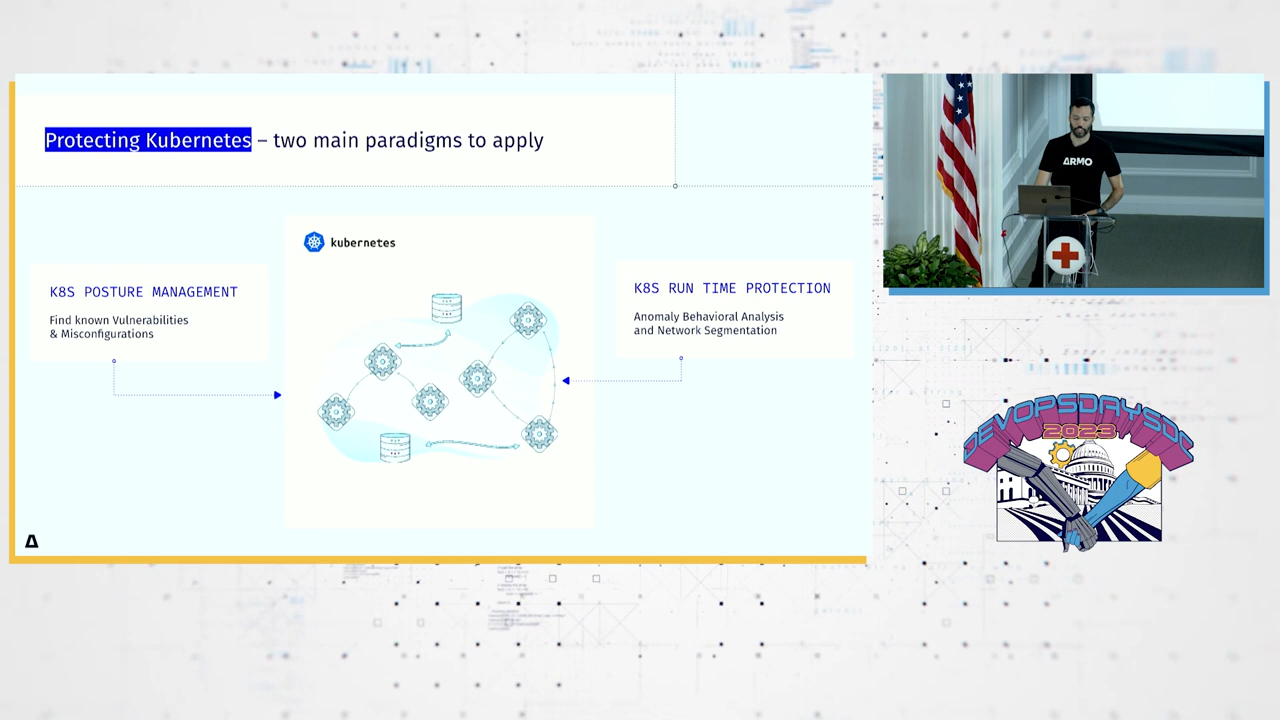 Protecting Kubernetes – two main paradigms to apply
kubernetes
K8S POSTURE MANAGEMENT
Find known Vulnerabilities
& Misconfigurations
K8S RUN TIME PROTECTION
Anomaly Behavioral Analysis
and Network Segmentation
ARMO
DEVOPSDAYSDC
2023